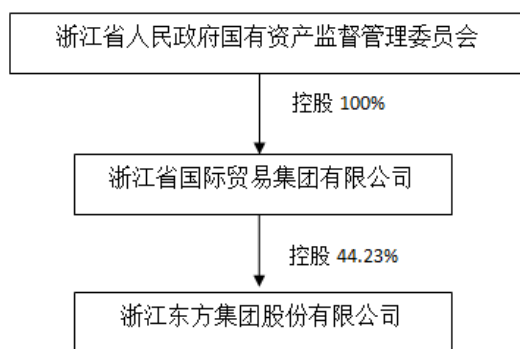 浙江省人民政府国有资产监督管理委员会
控股 100%
浙江省国际贸易集团有限公司
控股 44.23%
浙江东方集团股份有限公司